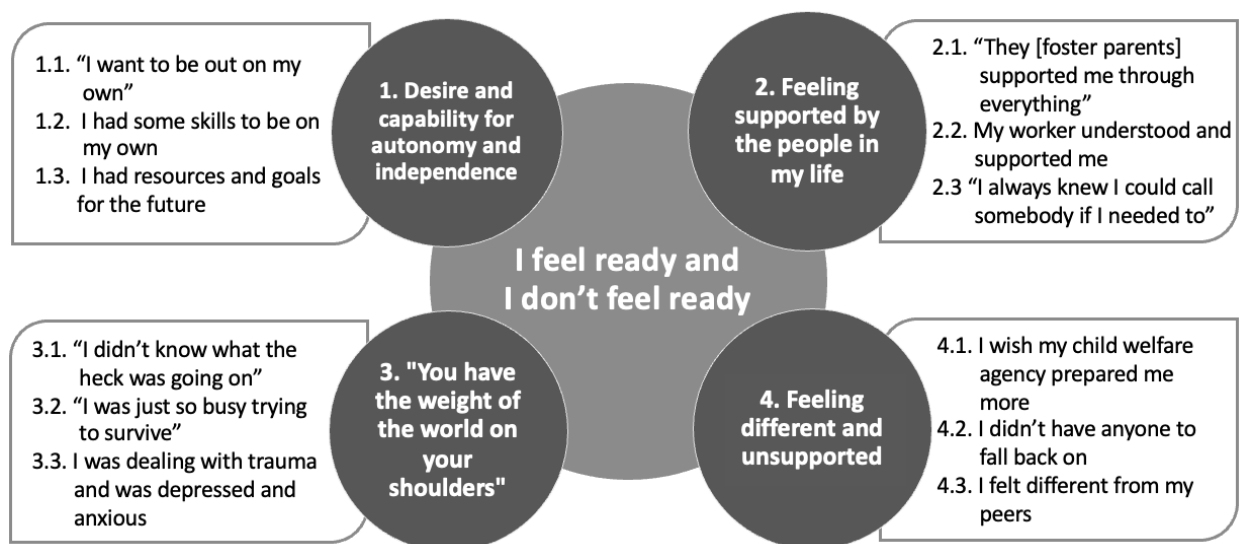 1.1. “I want to be out on my
own”
1.2. I had some skills to be on
my own
1.3. I had resources and goals
for the future
1. Desire and
capability for
autonomy and
independence
2. Feeling
supported by
the people in
my life
2.1. “They [foster parents]
supported me through
everything”
2.2. My worker understood and
supported me
2.3 “I always knew I could call
somebody if I needed to”
I feel ready and
I don’t feel ready
3.1. “I didn’t know what the
heck was going on”
3.2. “I was just so busy trying
to survive”
3.3. I was dealing with trauma
and was depressed and
anxious
3. "You have
the weight of
the world on
your
shoulders"
4. Feeling
different and
unsupported
4.1. I wish my child welfare
agency prepared me
more
4.2. I didn’t have anyone to
fall back on
4.3. I felt different from my
peers